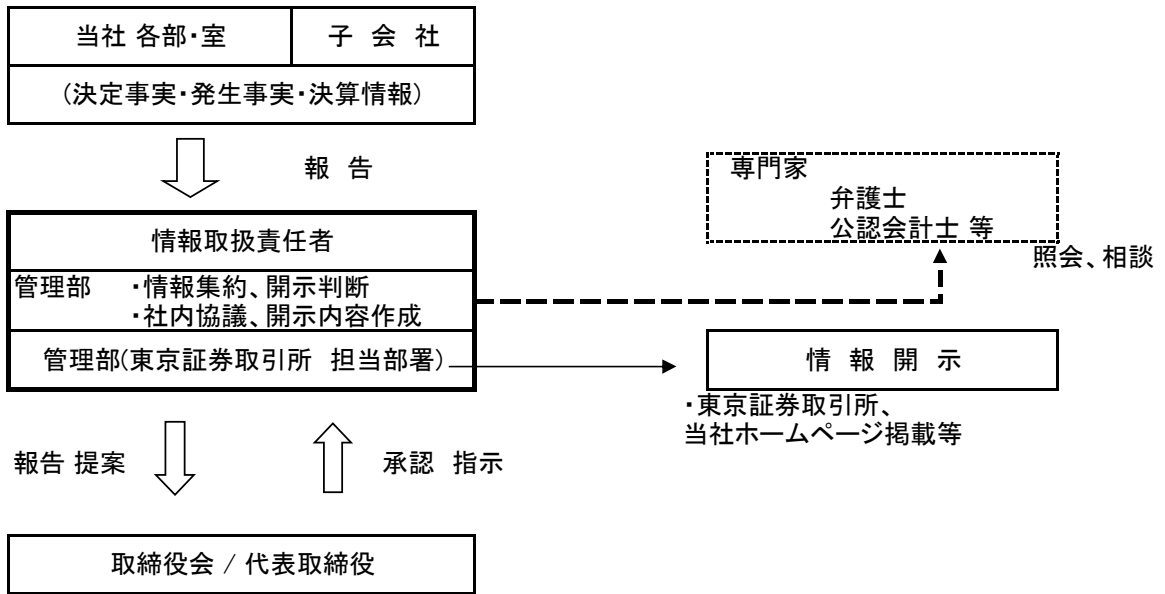 当社 各部・室
子 会 社
(決定事実・発生事実・決算情報)
報 告
専門家
弁護士
公認会計士 等
照会、相談
情報取扱責任者
管理部 ・情報集約、開示判断
・社内協議、開示内容作成
管理部(東京証券取引所 担当部署)
情 報 開 示
・東京証券取引所、
当社ホームページ掲載等
報告 提案
承認 指示
取締役会 / 代表取締役